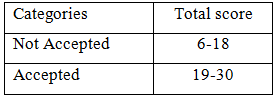 Categories Total score
Not Accepted 6-18
Accepted 19-30